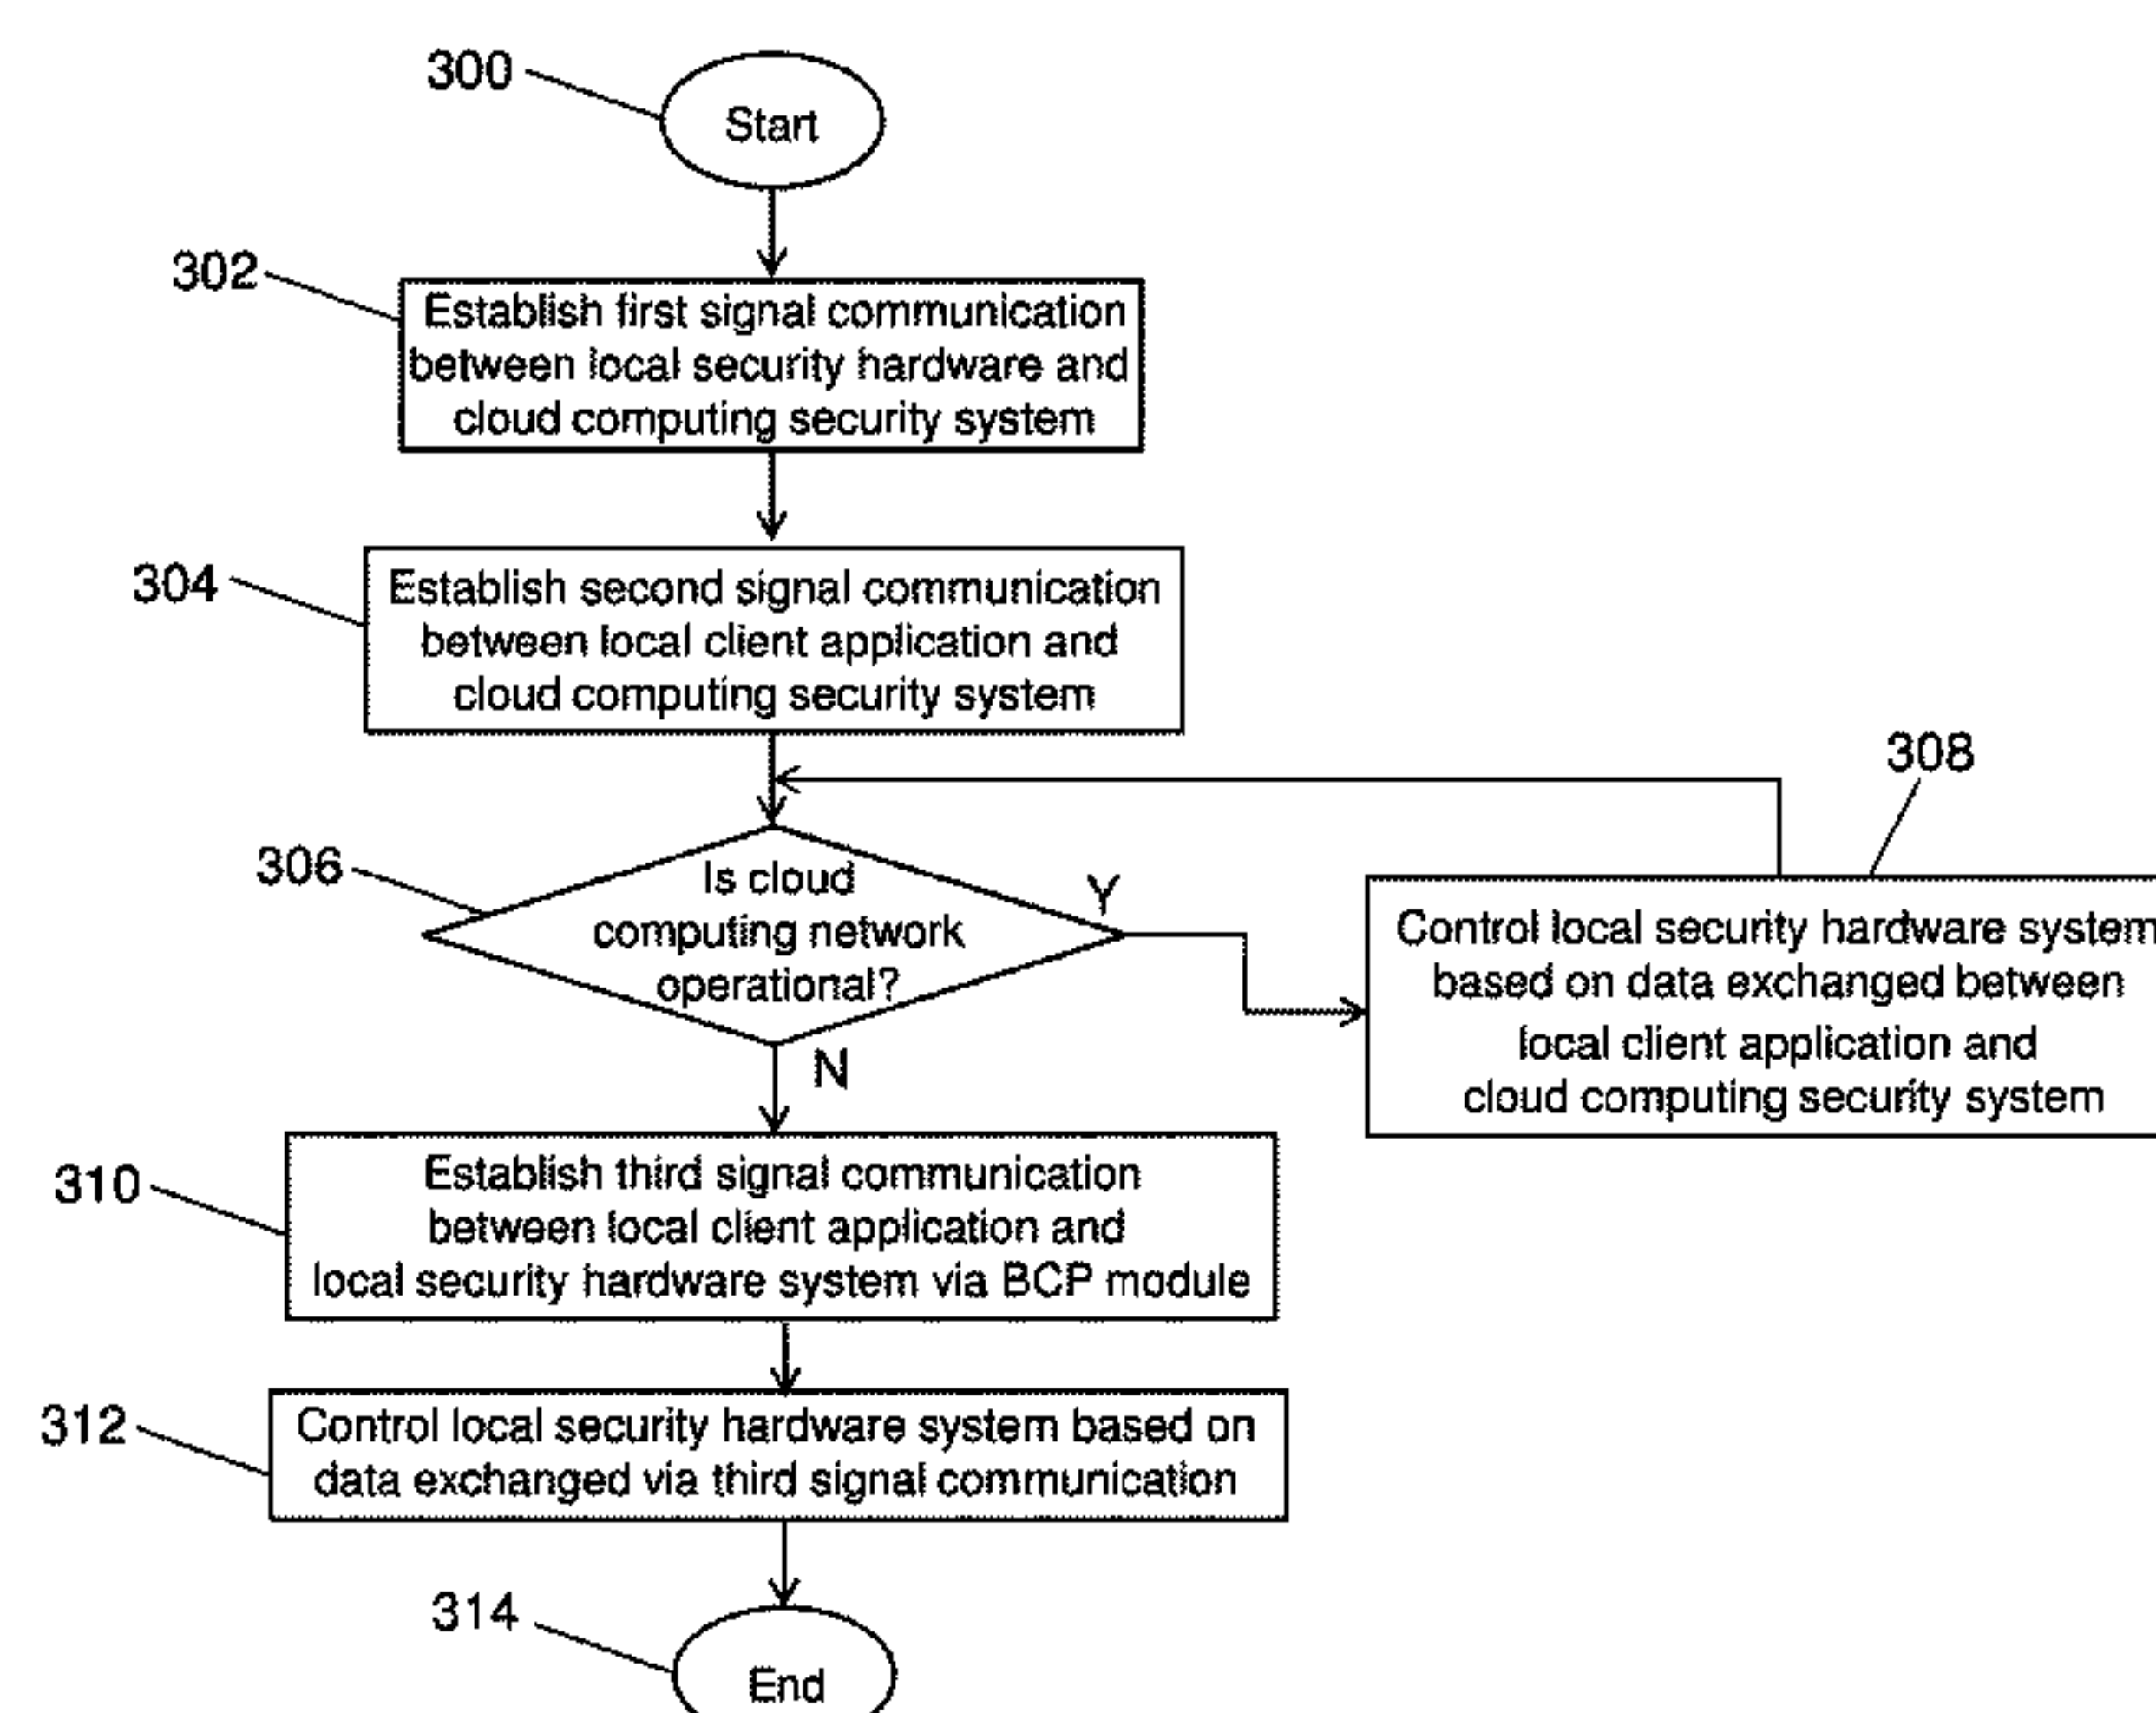 300
Start
302
Establish first signal communication
between local security hardware and
cloud computing security system
304
Establish second signal communication
between local client application and
cloud computing security system
306
Is cloud
computing network
operational?
Y
N
308
Control local security hardware system
based on data exchanged between
local client application and
cloud computing security system
310
Establish third signal communication
between local client application and
local security hardware system via BCP module
312
Control local security hardware system based on
data exchanged via third signal communication
314
End